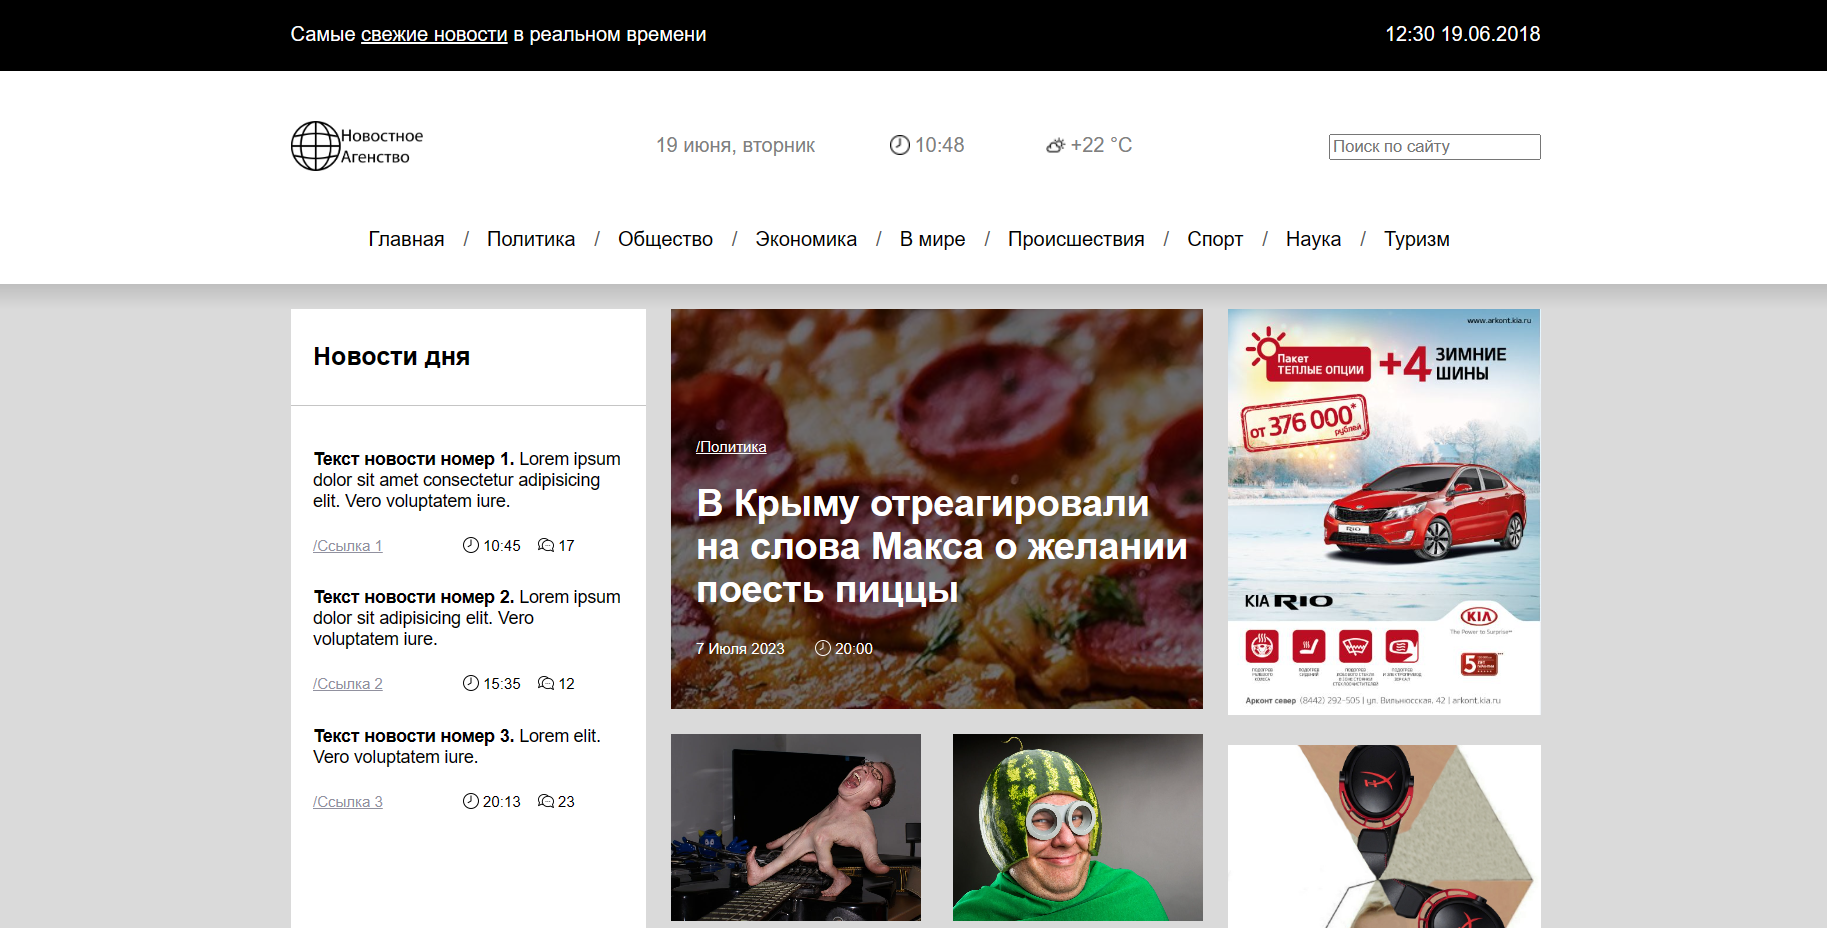 Самые свежие новости в реальном времени
12:30 19.06.2018
Новостное
Агенство
19 июня, вторник
10:48
+22 °C
Поиск по сайту
Главная / Политика / Общество / Экономика / В мире / Происшествия / Спорт / Наука / Туризм
Новости дня
Текст новости номер 1. Lorem ipsum
dolor sit amet consectetur adipisicing
elit. Vero voluptatem iure.
/Ссылка 1
10:45
17
Текст новости номер 2. Lorem ipsum
dolor sit adipisicing elit. Vero
voluptatem iure.
/Ссылка 2
15:35
12
Текст новости номер 3. Lorem elit.
Vero voluptatem iure.
/Ссылка 3
20:13
23
/Политика
В Крыму отреагировали
на слова Макса о желании
поесть пиццы
7 Июля 2023
20:00
www.arkont.kia.ru
Пакет
ТЕПЛЫЕ ОПЦИИ
+4 ЗИМНИЕ
ШИНЫ
от 376 000*
рублей
RIO
KIA RIO
KIA
The Power to Surprise™
5
Арконт север (8442) 292-505 | ул. Вильнюсская, 42 | arkont.kia.ru